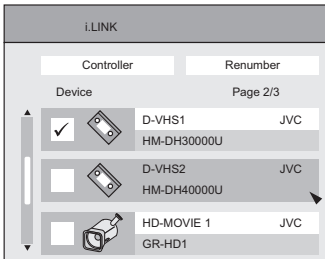 i.LINK
Controller Renumber
Device Page 2/3
D-VHS1 JVC
HM-DH30000U
D-VHS2 JVC
HM-DH40000U
HD-MOVIE 1 JVC
GR-HD1